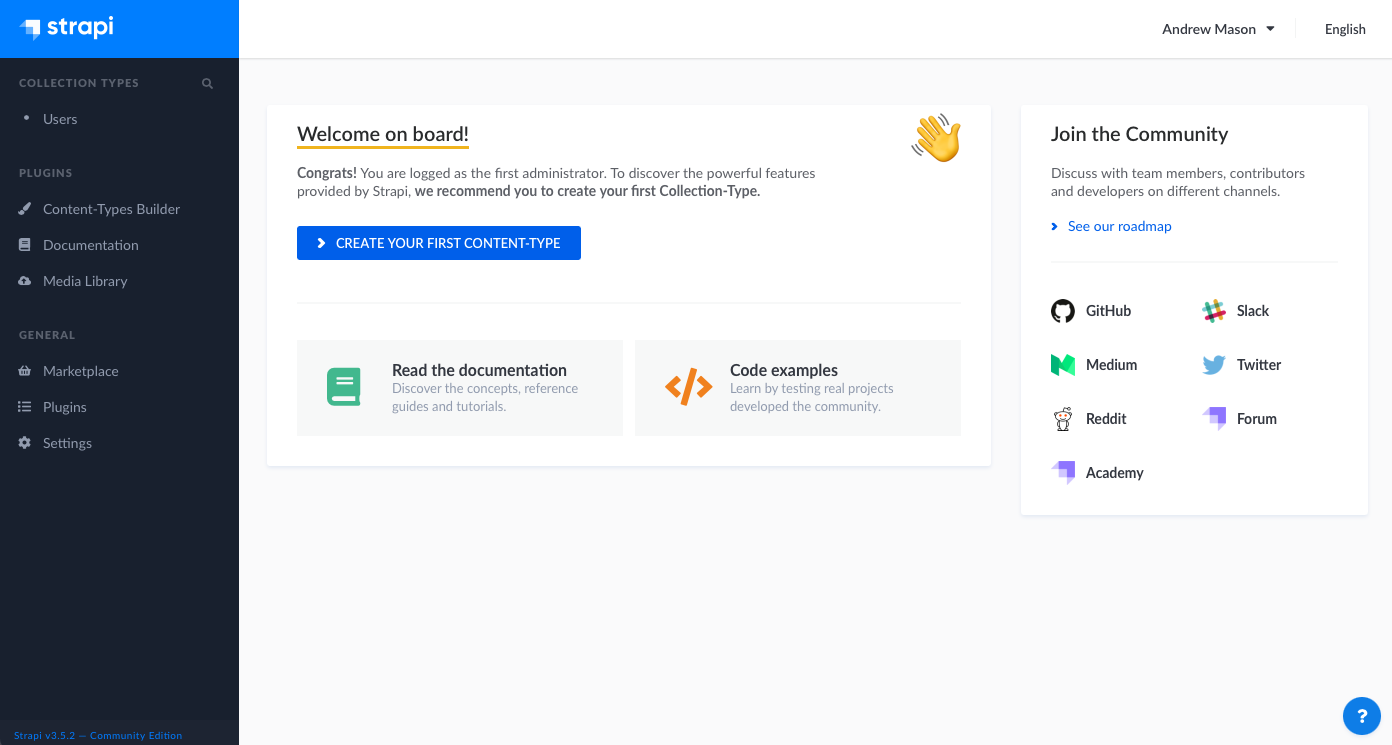 strapi
Andrew Mason
English
COLLECTION TYPES
Users
PLUGINS
Content-Types Builder
Documentation
Media Library
GENERAL
Marketplace
Plugins
Settings
Strapi v3.5.2 — Community Edition
Welcome on board!
Congrats! You are logged as the first administrator. To discover the powerful features
provided by Strapi, we recommend you to create your first Collection-Type.
CREATE YOUR FIRST CONTENT-TYPE
Read the documentation
Discover the concepts, reference
guides and tutorials.
Code examples
Learn by testing real projects
developed the community.
Join the Community
Discuss with team members, contributors
and developers on different channels.
See our roadmap
GitHub
Slack
Medium
Twitter
Reddit
Forum
Academy
?